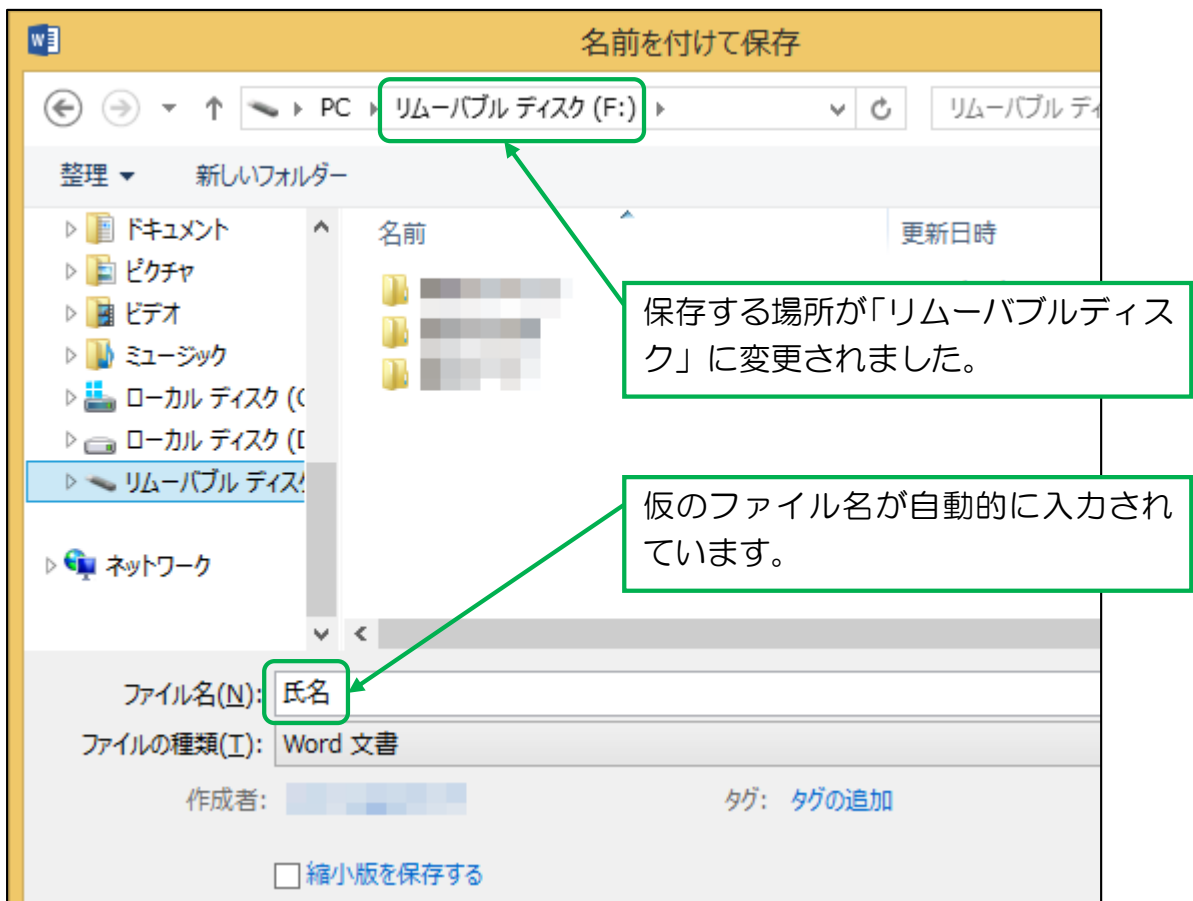 名前を付けて保存
PC
リムーバブル ディスク (F:)
リムーバブル デ
整理
新しいフォルダー
ドキュメント
ピクチャ
ビデオ
ミュージック
ローカル ディスク (C
ローカル ディスク (D
リムーバブル ディスク
ネットワーク
名前
更新日時
保存する場所が「リムーバブルディス
ク」に変更されました。
仮のファイル名が自動的に入力され
ています。
ファイル名(N): 氏名
ファイルの種類(T): Word 文書
作成者:
タグ: タグの追加
縮小版を保存する